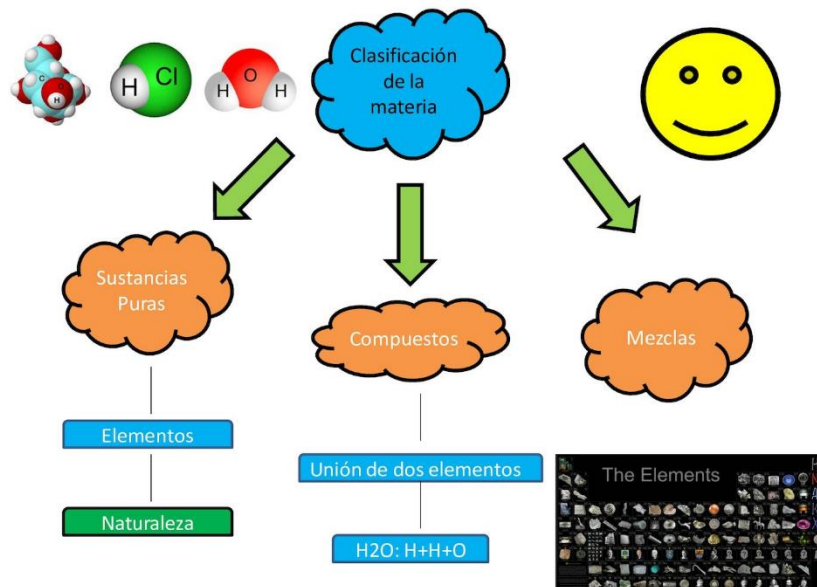 Clasificación
de la
materia
C
H
H
Cl
O
H
H
Sustancias
Puras
Compuestos
Mezclas
Elementos
Naturaleza
Unión de dos elementos
H2O: H+H+O
The Elements